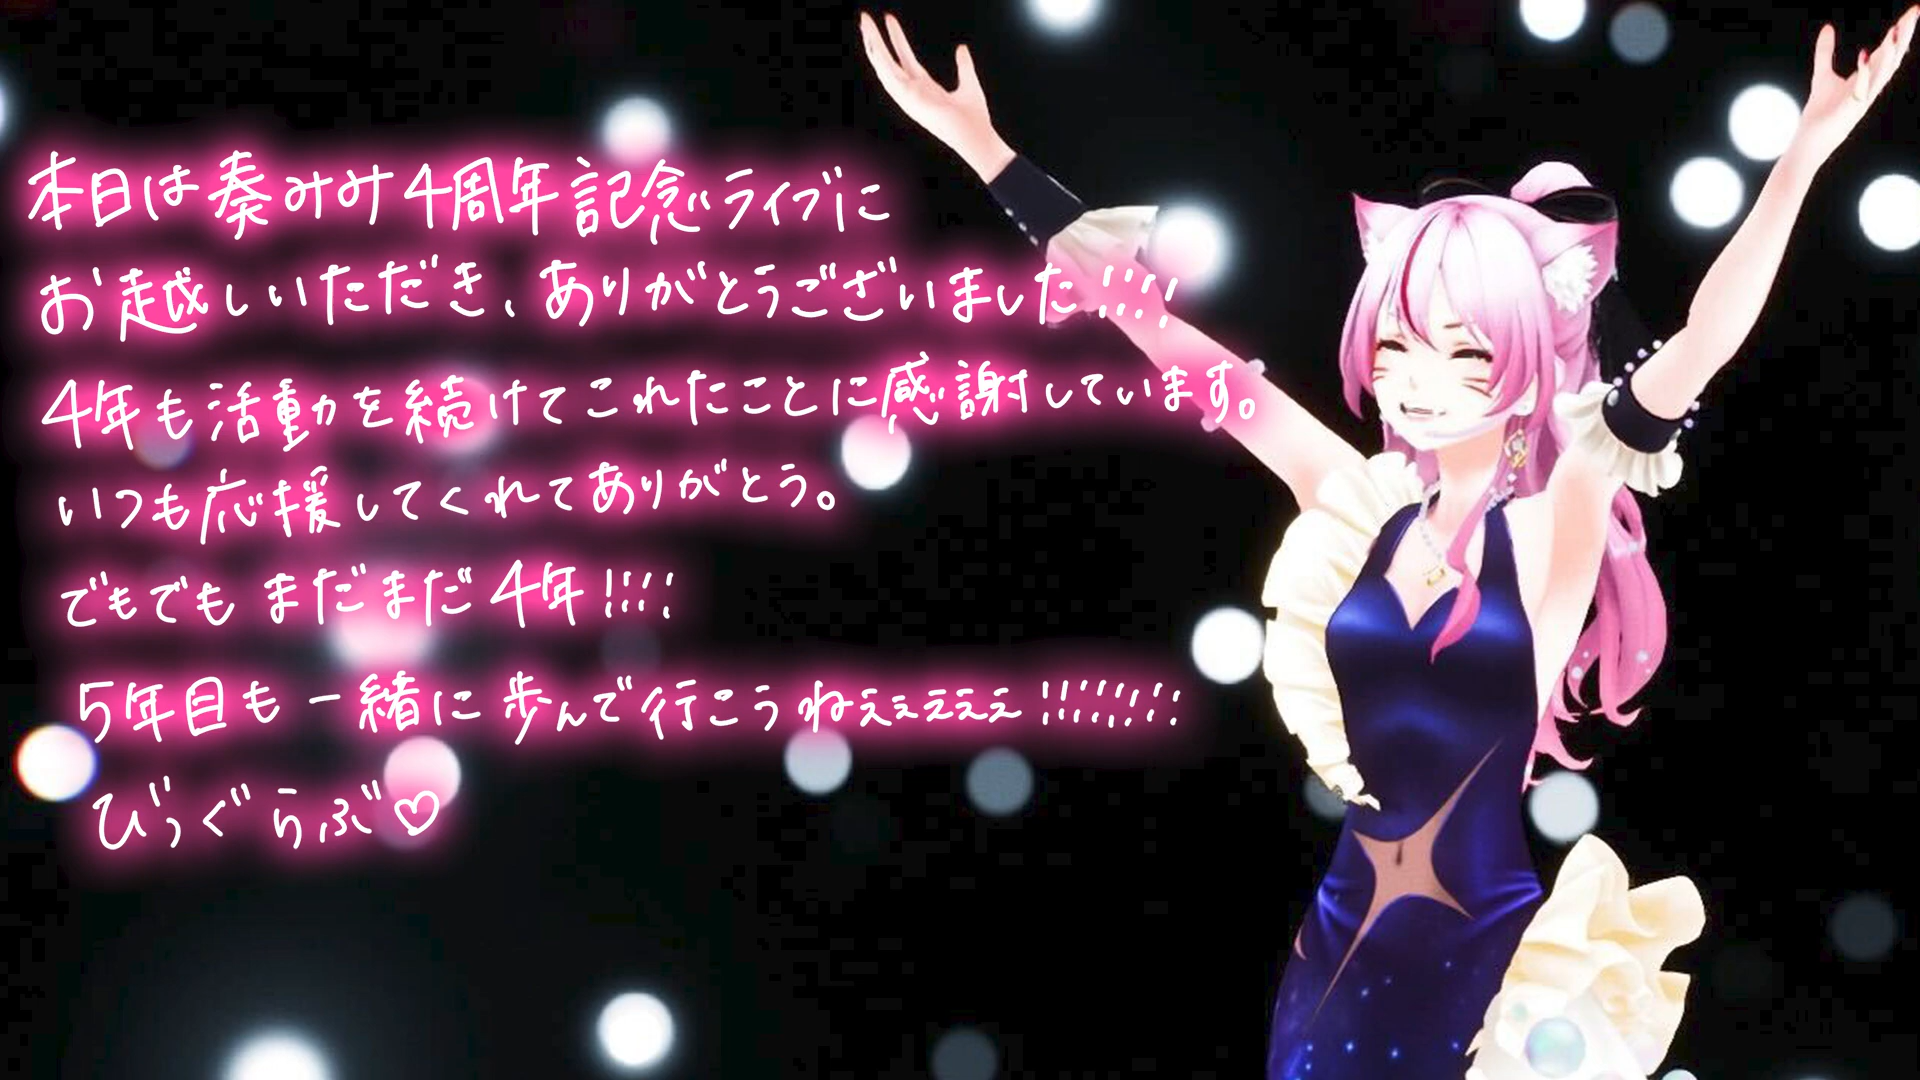 本日は奏みみ4周年記念ライブに
お越しいただき、ありがとうございました!!!!
4年も活動を続けてこれたことに感謝しています。
いつも応援してくれてありがとう。
でもでも まだまだ 4年!!!!
5年目も一緒に歩んで行こうねぇぇぇぇぇ!!!!!!!!
びっぐらぶ♡